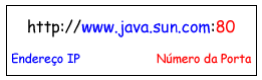 http://www.java.sun.com:80
Endereço IP Número da Porta